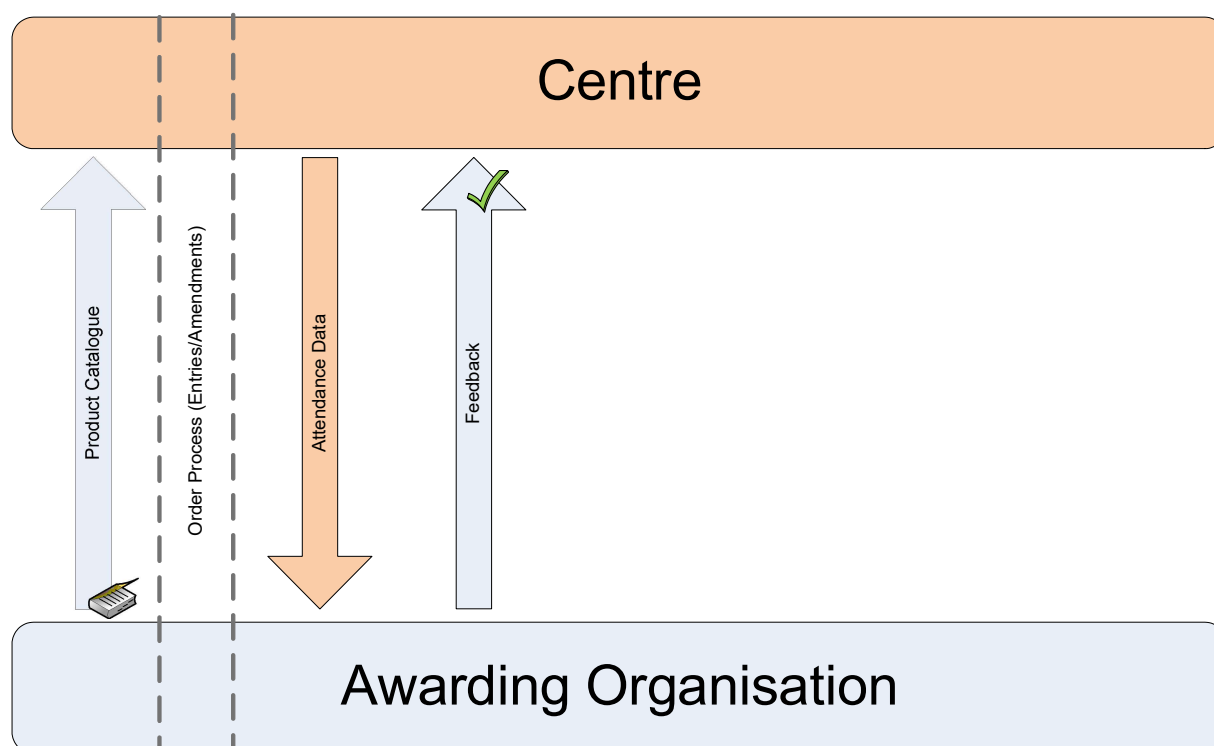 Centre
Product Catalogue
Order Process (Entries/Amendments)
Attendance Data
Feedback
Awarding Organisation